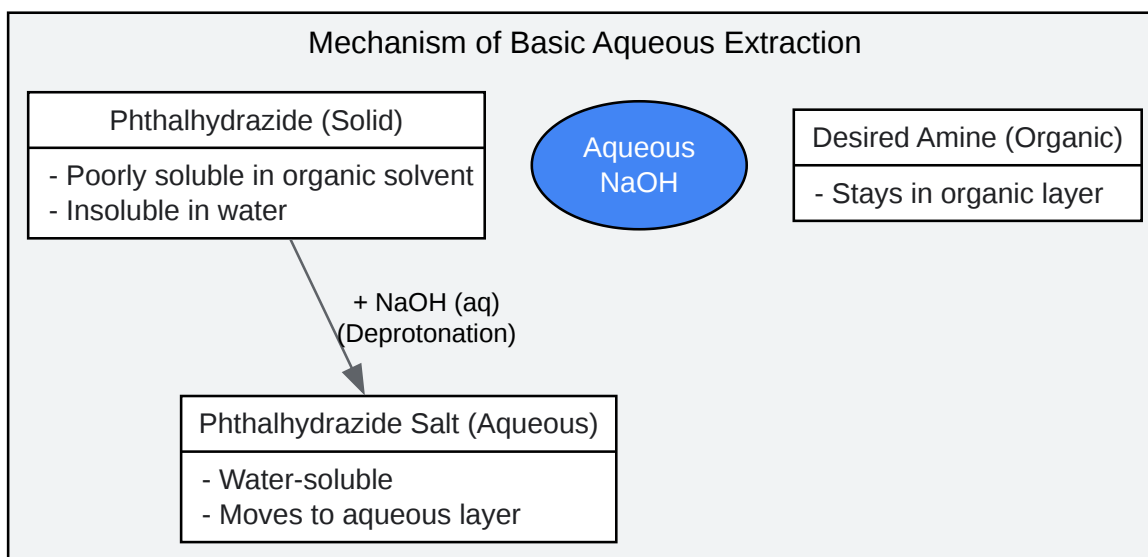 Mechanism of Basic Aqueous Extraction
Phthalhydrazide (Solid)
- Poorly soluble in organic solvent
- Insoluble in water
Aqueous
NaOH
Desired Amine (Organic)
- Stays in organic layer
+ NaOH (aq)
(Deprotonation)
Phthalhydrazide Salt (Aqueous)
- Water-soluble
- Moves to aqueous layer